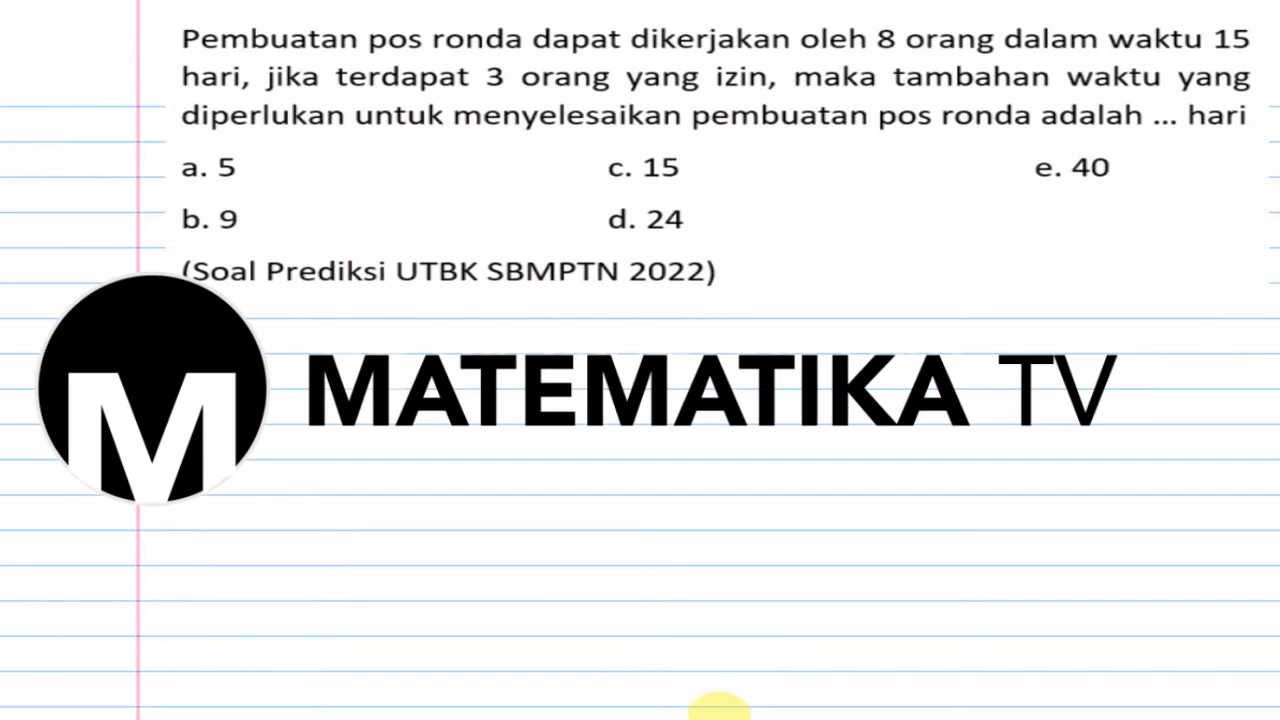 Pembuatan pos ronda dapat dikerjakan oleh 8 orang dalam waktu 15
hari, jika terdapat 3 orang yang izin, maka tambahan waktu yang
diperlukan untuk menyelesaikan pembuatan pos ronda adalah ... hari
a. 5 c. 15 e. 40
b. 9 d. 24
(Soal Prediksi UTBK SBMPTN 2022)
M MATEMATIKA TV